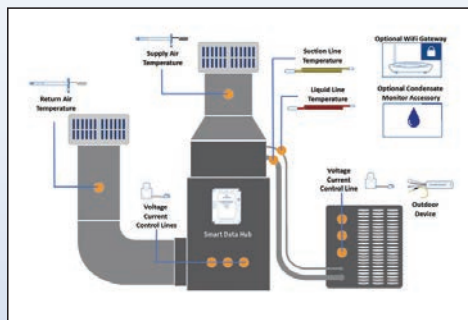 Supply Air
Temperature
Return Air
Temperature
Suction Line
Temperature
Liquid Line
Temperature
Optional WiFi Gateway
Optional Condensate
Monitor Accessory
Voltage
Current
Control Lines
Smart Data Hub
Voltage
Current
Control Line
Outdoor
Device